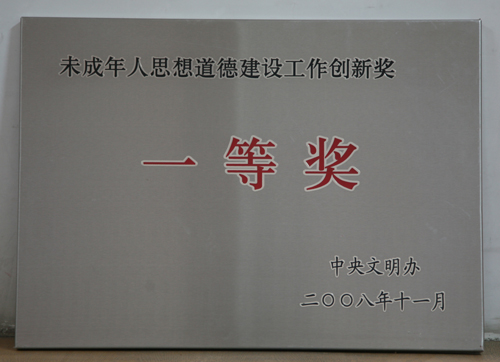 未成年人思想道德建设工作创新奖
一等奖
中央文明办
二〇〇八年十一月